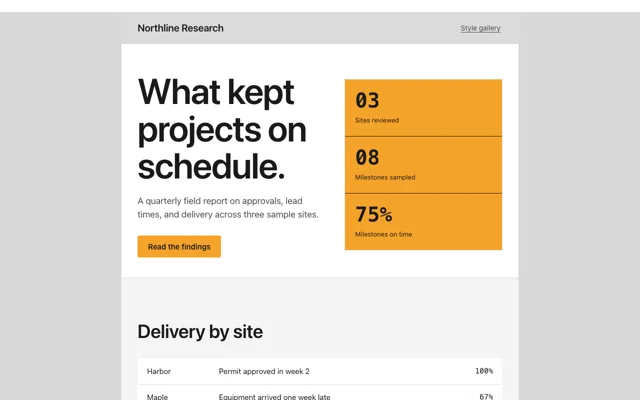 Northline Research
Style gallery
What kept
projects on
schedule.
A quarterly field report on approvals, lead
times, and delivery across three sample sites.
Read the findings
03
Sites reviewed
08
Milestones sampled
75%
Milestones on time
Delivery by site
Harbor Permit approved in week 2 100%
Maple Equipment arrived one week late 67%